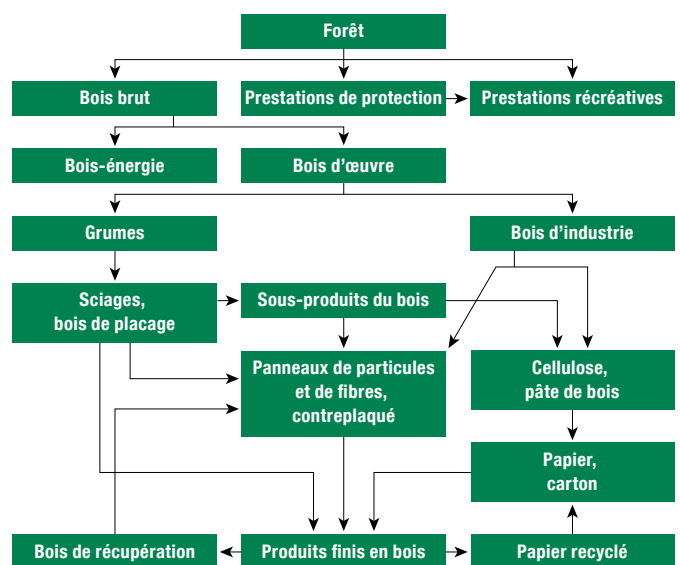 Forêt
Bois brut
Prestations de protection
Prestations récréatives
Bois-énergie
Bois d’œuvre
Grumes
Bois d’industrie
Sciages,
bois de placage
Sous-produits du bois
Panneaux de particules
et de fibres,
contreplaqué
Cellulose,
pâte de bois
Papier,
carton
Bois de récupération
Produits finis en bois
Papier recyclé